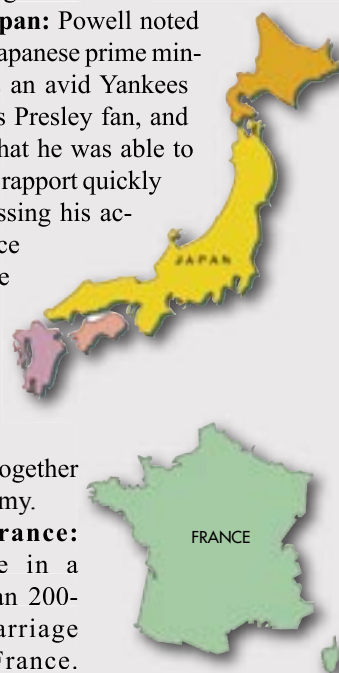 pan: Powell noted
apanese prime min-
an avid Yankees
s Presley fan, and
hat he was able to
rapport quickly
ssing his ac-
ce
e
JAPAN
ogether
my.
rance:
e in a
an 200-
arriage
France.
FRANCE